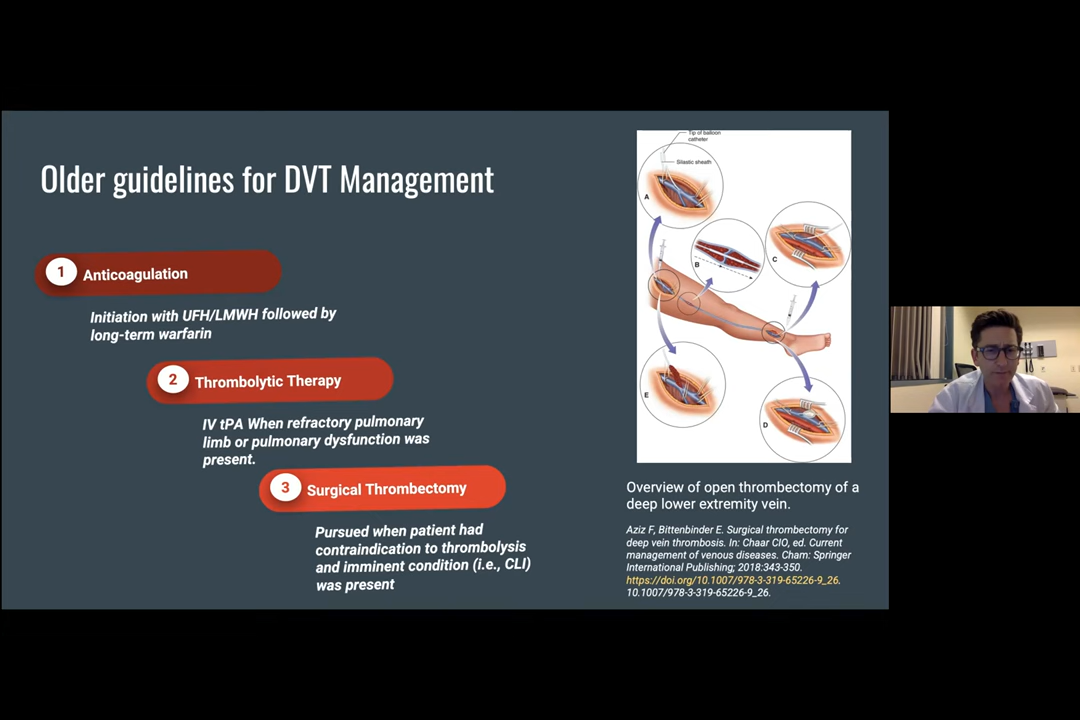 Older guidelines for DVT Management
1
Anticoagulation
Initiation with UFH/LMWH followed by
long-term warfarin
2
Thrombolytic Therapy
IV tPA When refractory pulmonary
limb or pulmonary dysfunction was
present.
3
Surgical Thrombectomy
Pursued when patient had
contraindication to thrombolysis
and imminent condition (i.e., CLI)
was present
Tip of balloon
catheter
Silastic sheath
A
B
C
E
D
Overview of open thrombectomy of a
deep lower extremity vein.
Aziz F, Bittenbinder E. Surgical thrombectomy for
deep vein thrombosis. In: Chaar CIO, ed. Current
management of venous diseases. Cham: Springer
International Publishing; 2018:343-350.
https://doi.org/10.1007/978-3-319-65226-9_26.
10.1007/978-3-319-65226-9_26.